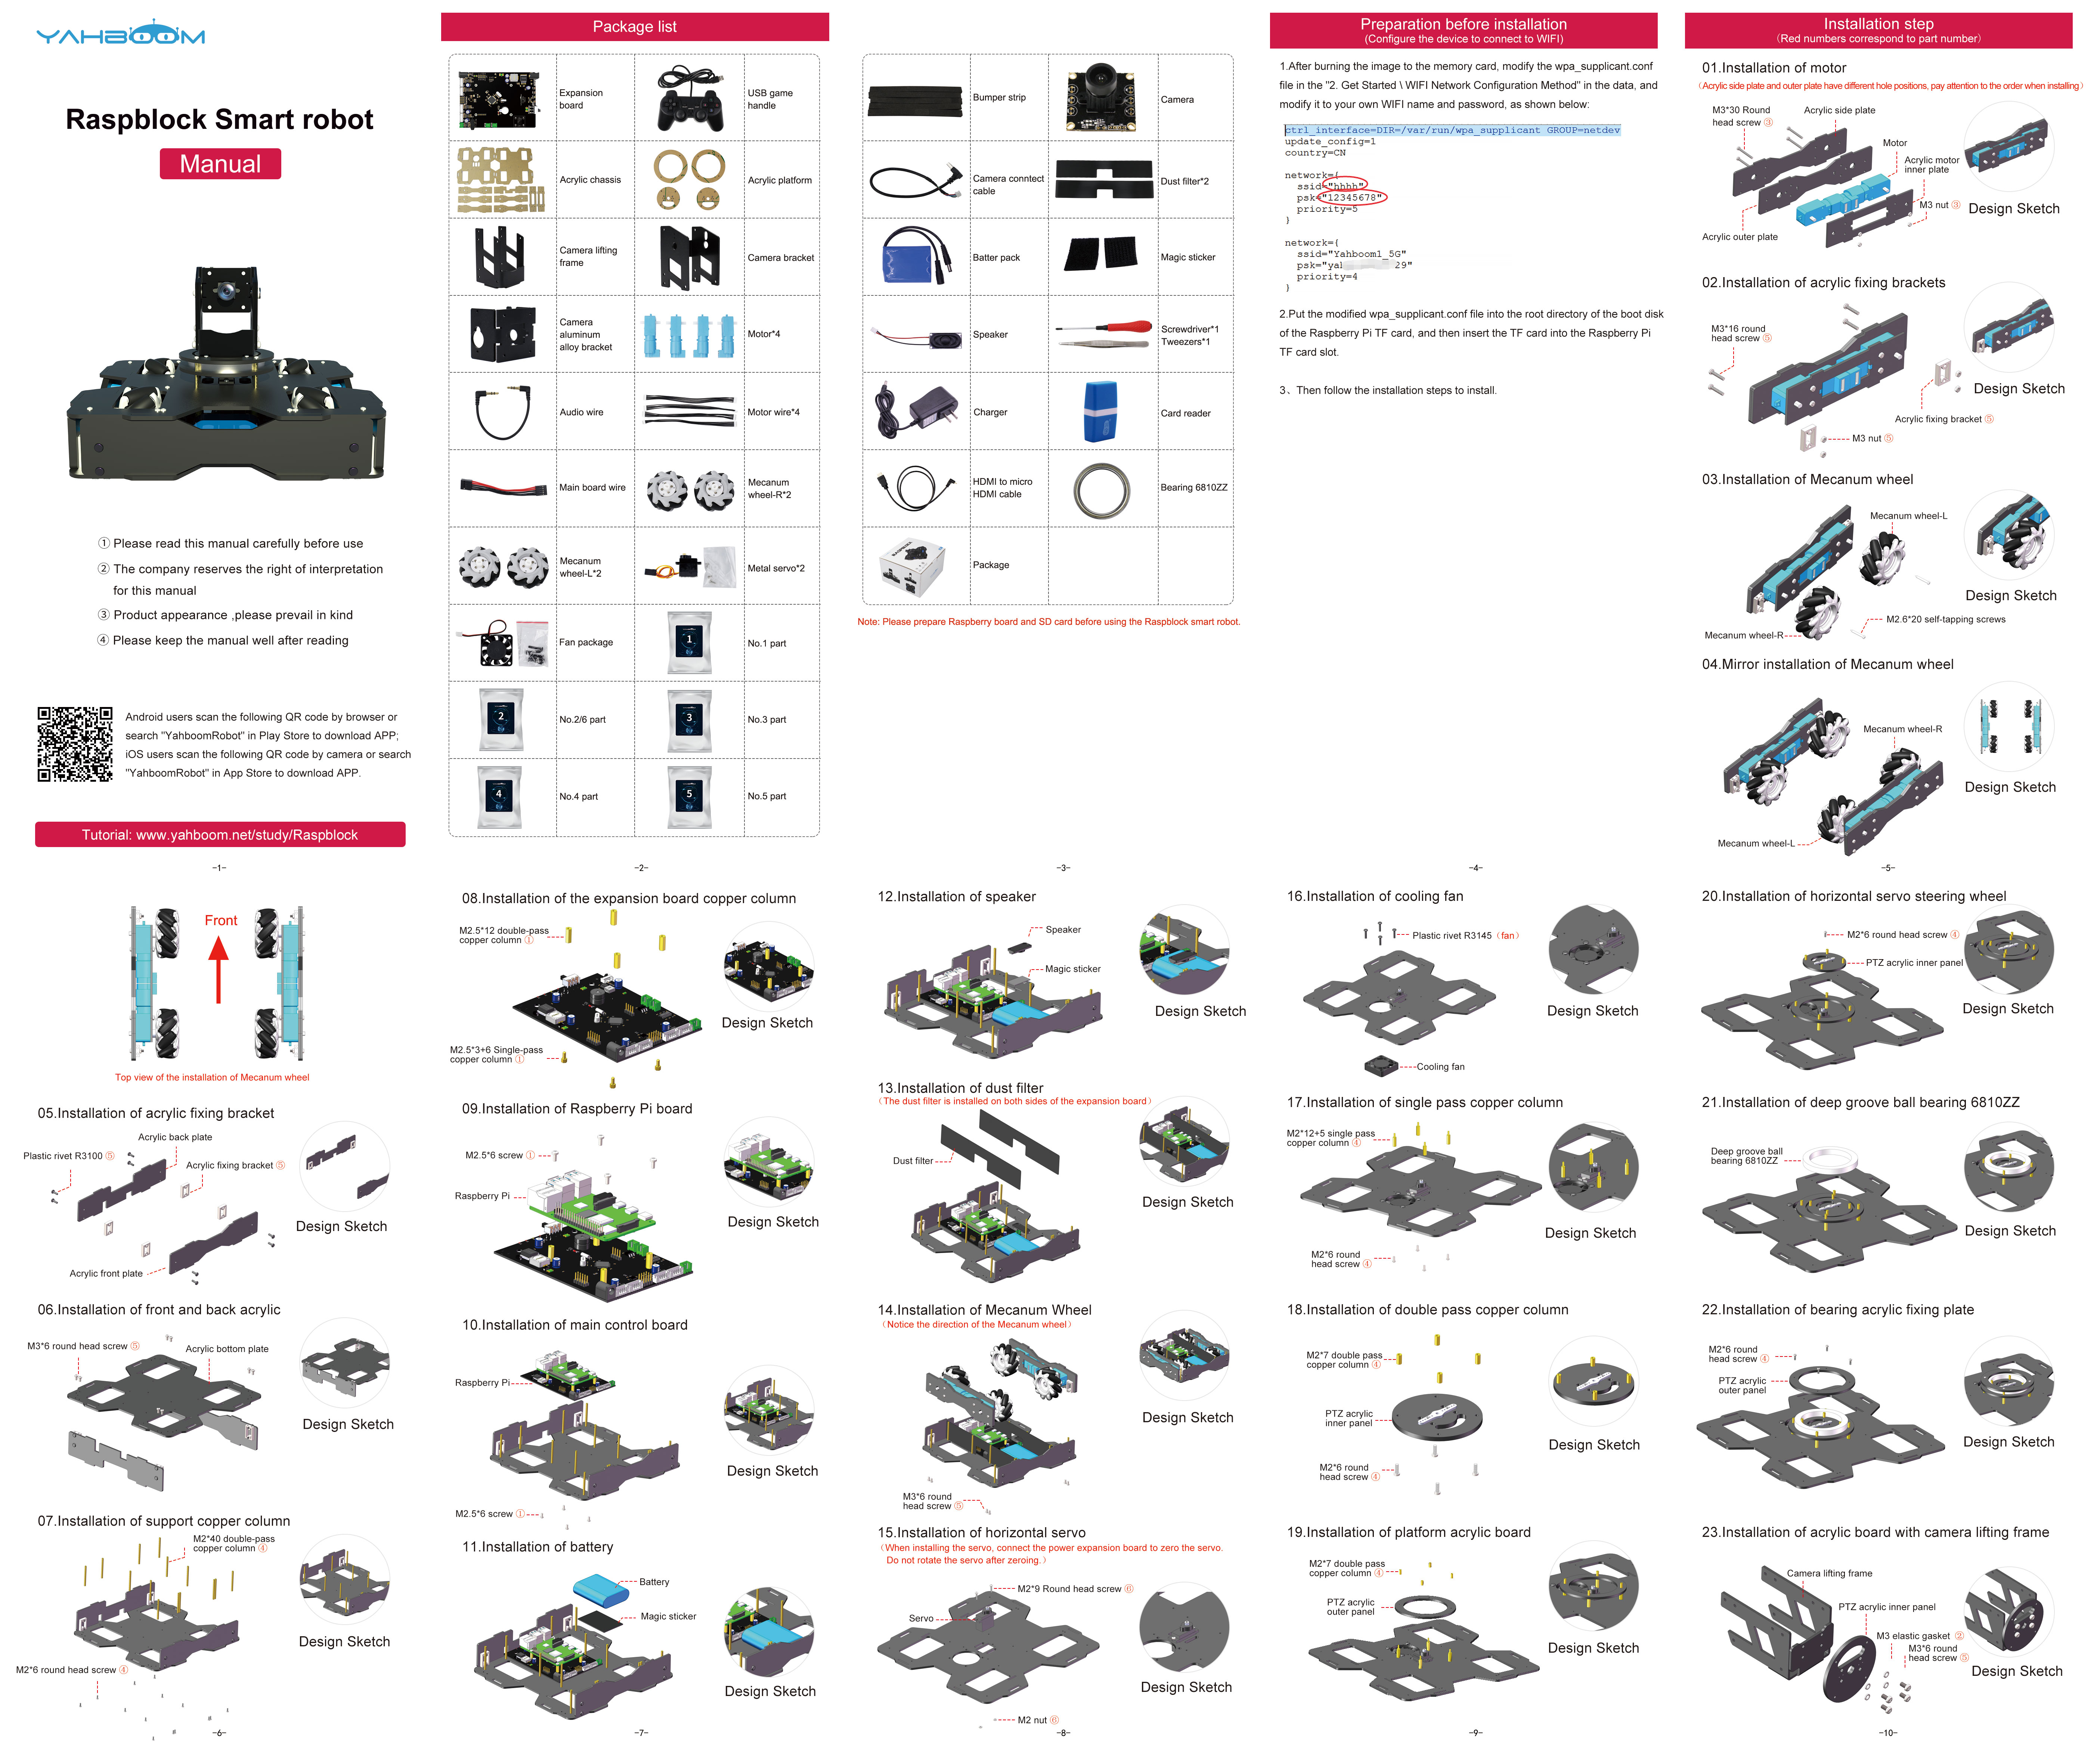 YAHBOOM
Raspblock Smart robot
Manual
① Please read this manual carefully before use
② The company reserves the right of interpretation
for this manual
③ Product appearance ,please prevail in kind
④ Please keep the manual well after reading
Android users scan the following QR code by browser or
search "YahboomRobot" in Play Store to download APP;
iOS users scan the following QR code by camera or search
"YahboomRobot" in App Store to download APP.
Tutorial: www.yahboom.net/study/Raspblock
-1-
Package list
Expansion
board
USB game
handle
Acrylic chassis
Acrylic platform
Camera lifting
frame
Camera bracket
Camera
aluminum
alloy bracket
Motor*4
Audio wire
Motor wire*4
Main board wire
Mecanum
wheel-R*2
Mecanum
wheel-L*2
Metal servo*2
Fan package
1
No.1 part
2
No.2/6 part
3
No.3 part
4
No.4 part
5
No.5 part
-2-
Bumper strip
Camera
Camera conntect
cable
Dust filter*2
Batter pack
Magic sticker
Speaker
Screwdriver*1
Tweezers*1
Charger
Card reader
HDMI to micro
HDMI cable
Bearing 6810ZZ
Package
Note: Please prepare Raspberry board and SD card before using the Raspblock smart robot.
-3-
Preparation before installation
(Configure the device to connect to WIFI)
1.After burning the image to the memory card, modify the wpa_supplicant.conf
file in the "2. Get Started \ WIFI Network Configuration Method" in the data, and
modify it to your own WIFI name and password, as shown below:
ctrl_interface=DIR=/var/run/wpa_supplicant GROUP=netdev
update_config=1
country=CN
network={
ssid="hhhh"
psk="12345678"
priority=5
}
network={
ssid="Yahboom1_5G"
psk="yal 29"
priority=4
}
2.Put the modified wpa_supplicant.conf file into the root directory of the boot disk
of the Raspberry Pi TF card, and then insert the TF card into the Raspberry Pi
TF card slot.
3、Then follow the installation steps to install.
-4-
Installation step
(Red numbers correspond to part number)
01.Installation of motor
(Acrylic side plate and outer plate have different hole positions, pay attention to the order when installing)
M3*30 Round
head screw ③
Acrylic side plate
Motor
Acrylic motor
inner plate
M3 nut ③
Acrylic outer plate
Design Sketch
02.Installation of acrylic fixing brackets
M3*16 round
head screw ⑤
Acrylic fixing bracket ⑤
M3 nut ⑤
Design Sketch
03.Installation of Mecanum wheel
Mecanum wheel-L
M2.6*20 self-tapping screws
Mecanum wheel-R
Design Sketch
04.Mirror installation of Mecanum wheel
Mecanum wheel-R
Mecanum wheel-L
Design Sketch
-5-
Front
Top view of the installation of Mecanum wheel
05.Installation of acrylic fixing bracket
Acrylic back plate
Plastic rivet R3100 ⑤
Acrylic fixing bracket ⑤
Acrylic front plate
Design Sketch
06.Installation of front and back acrylic
M3*6 round head screw ⑤
Acrylic bottom plate
Design Sketch
07.Installation of support copper column
M2*40 double-pass
copper column ④
M2*6 round head screw ④
Design Sketch
-6-
08.Installation of the expansion board copper column
M2.5*12 double-pass
copper column ①
M2.5*3+6 Single-pass
copper column ①
Design Sketch
09.Installation of Raspberry Pi board
M2.5*6 screw ①
Raspberry Pi
Design Sketch
10.Installation of main control board
Raspberry Pi
M2.5*6 screw ①
Design Sketch
11.Installation of battery
Battery
Magic sticker
Design Sketch
-7-
12.Installation of speaker
Speaker
Magic sticker
Design Sketch
13.Installation of dust filter
(The dust filter is installed on both sides of the expansion board)
Dust filter
Design Sketch
14.Installation of Mecanum Wheel
(Notice the direction of the Mecanum wheel)
M3*6 round
head screw ⑤
Design Sketch
15.Installation of horizontal servo
(When installing the servo, connect the power expansion board to zero the servo.
Do not rotate the servo after zeroing.)
M2*9 Round head screw ⑥
Servo
M2 nut ⑥
Design Sketch
-8-
16.Installation of cooling fan
Plastic rivet R3145 (fan)
Cooling fan
Design Sketch
17.Installation of single pass copper column
M2*12+5 single pass
copper column ④
M2*6 round
head screw ④
Design Sketch
18.Installation of double pass copper column
M2*7 double pass
copper column ④
PTZ acrylic
inner panel
M2*6 round
head screw ④
Design Sketch
19.Installation of platform acrylic board
M2*7 double pass
copper column ④
PTZ acrylic
outer panel
Design Sketch
-9-
20.Installation of horizontal servo steering wheel
M2*6 round head screw ④
PTZ acrylic inner panel
Design Sketch
21.Installation of deep groove ball bearing 6810ZZ
Deep groove ball
bearing 6810ZZ
Design Sketch
22.Installation of bearing acrylic fixing plate
M2*6 round
head screw ④
PTZ acrylic
outer panel
Design Sketch
23.Installation of acrylic board with camera lifting frame
Camera lifting frame
PTZ acrylic inner panel
M3 elastic gasket ②
M3*6 round
head screw ⑤
Design Sketch
-10-